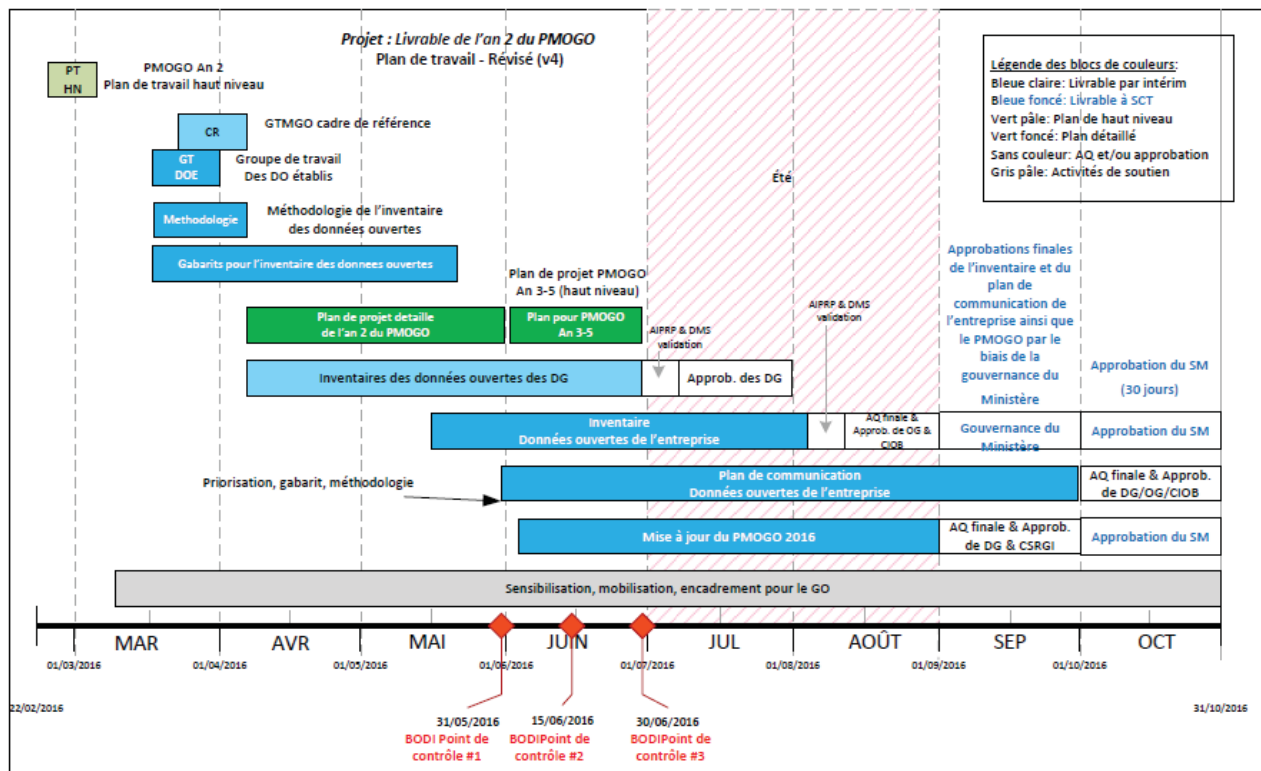 Projet : Livrable de l'an 2 du PMOGO
Plan de travail - Révisé (v4)
Légende des blocs de couleurs:
Bleue claire: Livrable par intérim
Bleue foncé: Livrable à SCT
Vert pâle: Plan de haut niveau
Vert foncé: Plan détaillé
Sans couleur: AQ et/ou approbation
Gris pâle: Activités de soutien
PT
HN
PMOGO An 2
Plan de travail haut niveau
CR
GTMGO cadre de référence
GT
DOE
Groupe de travail
Des DO établis
Été
Methodologie
Méthodologie de l'inventaire
des données ouvertes
Gabarits pour l'inventaire des donnees ouvertes
Plan de projet PMOGO
An 3-5 (haut niveau)
Approbations finales
de l'inventaire et du
plan de
communication de
l'entreprise ainsi que
le PMOGO par le
biais de la
gouvernance du
Ministère
Plan de projet detaille
de l'an 2 du PMOGO
Plan pour PMOGO
An 3-5
AIPRP & DMS
validation
AIPRP & DMS
validation
Inventaires des données ouvertes des DG
Approb. des DG
Approbation du SM
(30 jours)
Inventaire
Données ouvertes de l'entreprise
AQ finale &
Approb. de OG &
CIOB
Gouvernance du
Ministère
Approbation du SM
Priorisation, gabarit, méthodologie
Plan de communication
Données ouvertes de l'entreprise
AQ finale & Approb.
de DG/OG/CIOB
Mise à jour du PMOGO 2016
AQ finale & Approb.
de DG & CSRGI
Approbation du SM
Sensibilisation, mobilisation, encadrement pour le GO
MAR
AVR
MAI
JUIN
JUL
AOÛT
SEP
OCT
01/03/2016
01/04/2016
01/05/2016
01/06/2016
01/07/2016
01/08/2016
01/09/2016
01/10/2016
22/02/2016
31/10/2016
31/05/2016
BODI Point de
contrôle #1
15/06/2016
BODIPoint de
contrôle #2
30/06/2016
BODIPoint de
contrôle #3